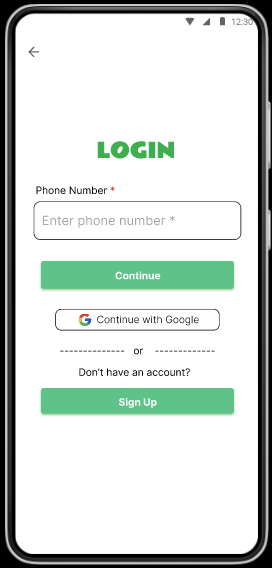 12:30
LOGIN
Phone Number *
Enter phone number *
Continue
Continue with Google
-------------- or -------------
Don't have an account?
Sign Up